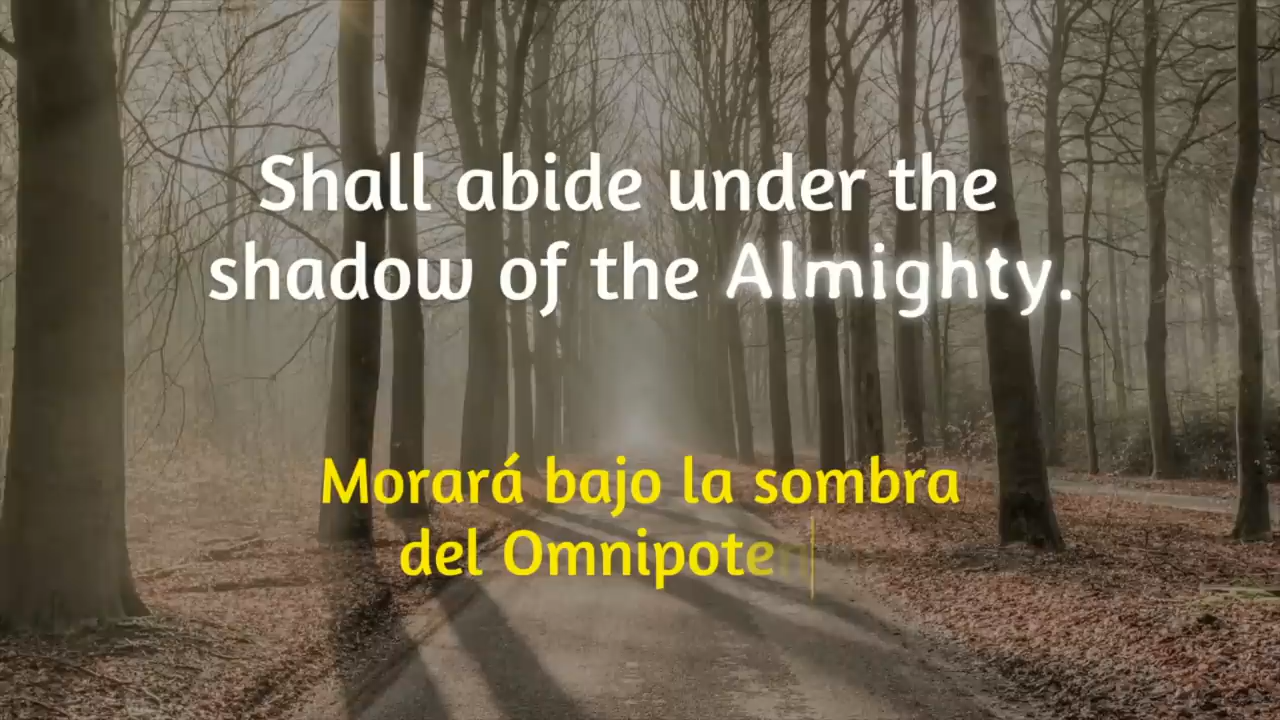 Shall abide under the
shadow of the Almighty.
Morará bajo la sombra
del Omnipoten